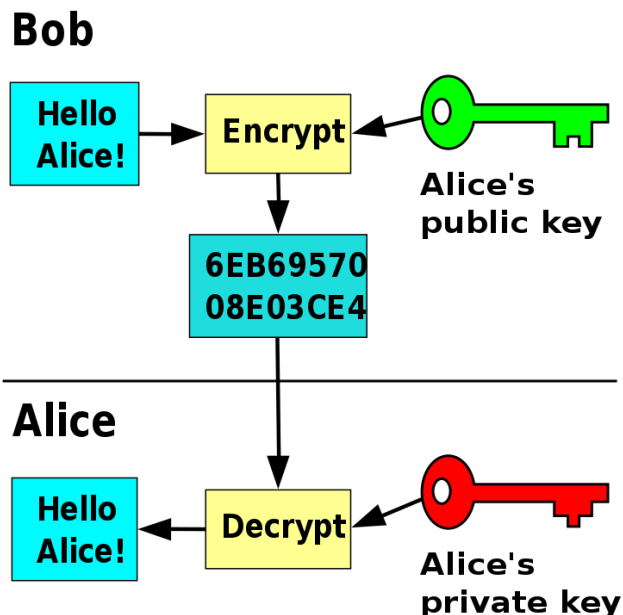 Bob
Hello
Alice!
Encrypt
Alice's
public key
6EB69570
08E03CE4
Alice
Hello
Alice!
Decrypt
Alice's
private key